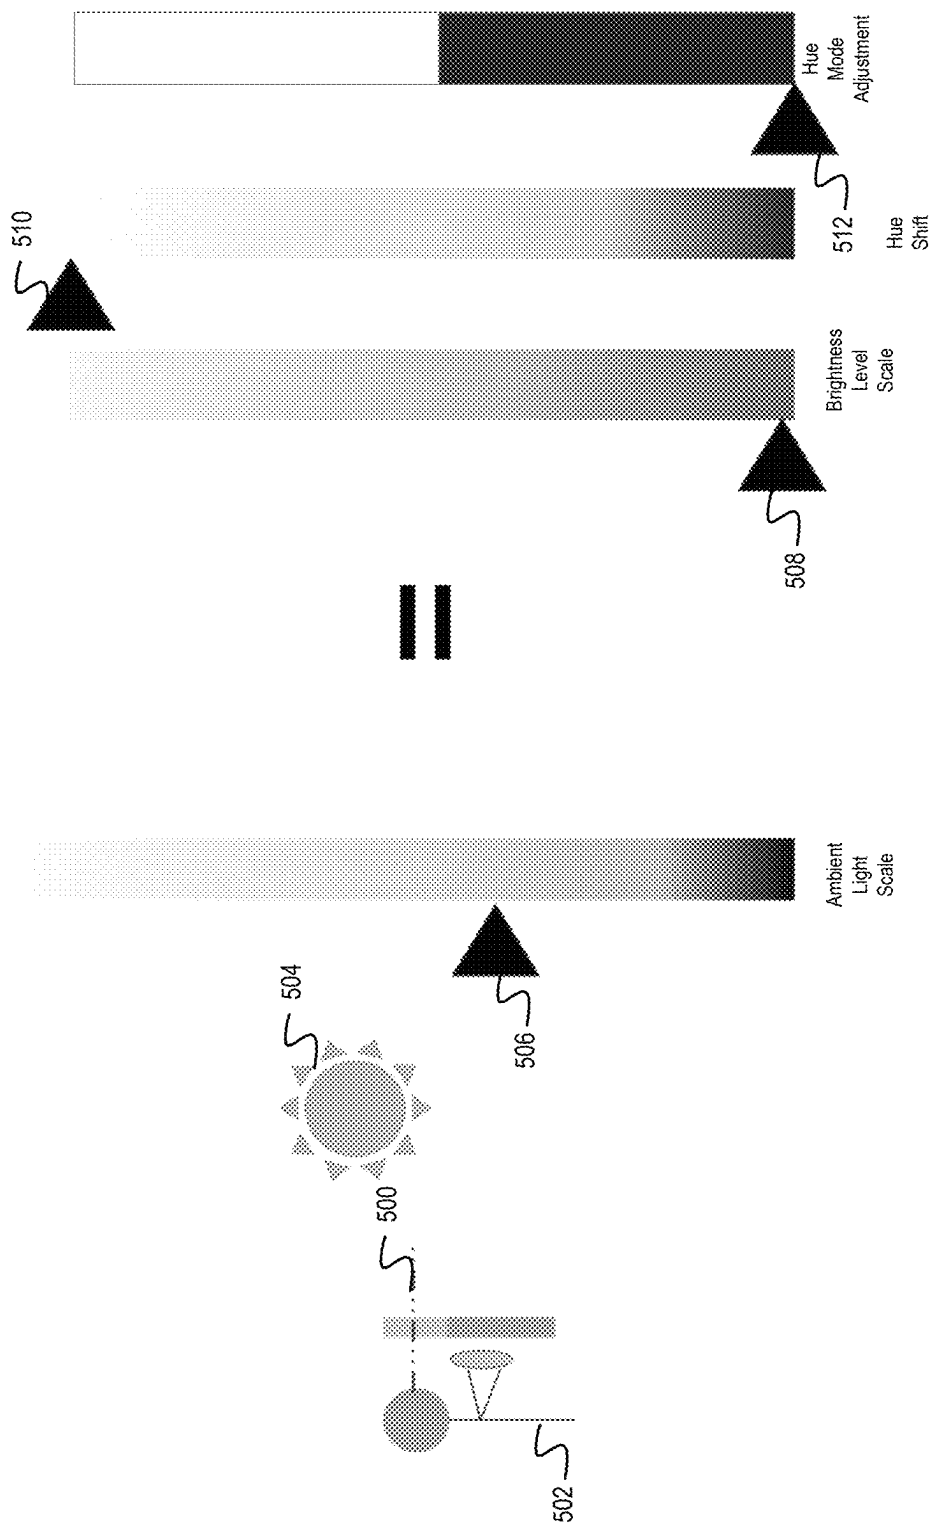 502
500
504
506
Ambient
Light
Scale
508
Brightness
Level
Scale
510
Hue
Shift
512
Hue
Mode
Adjustment